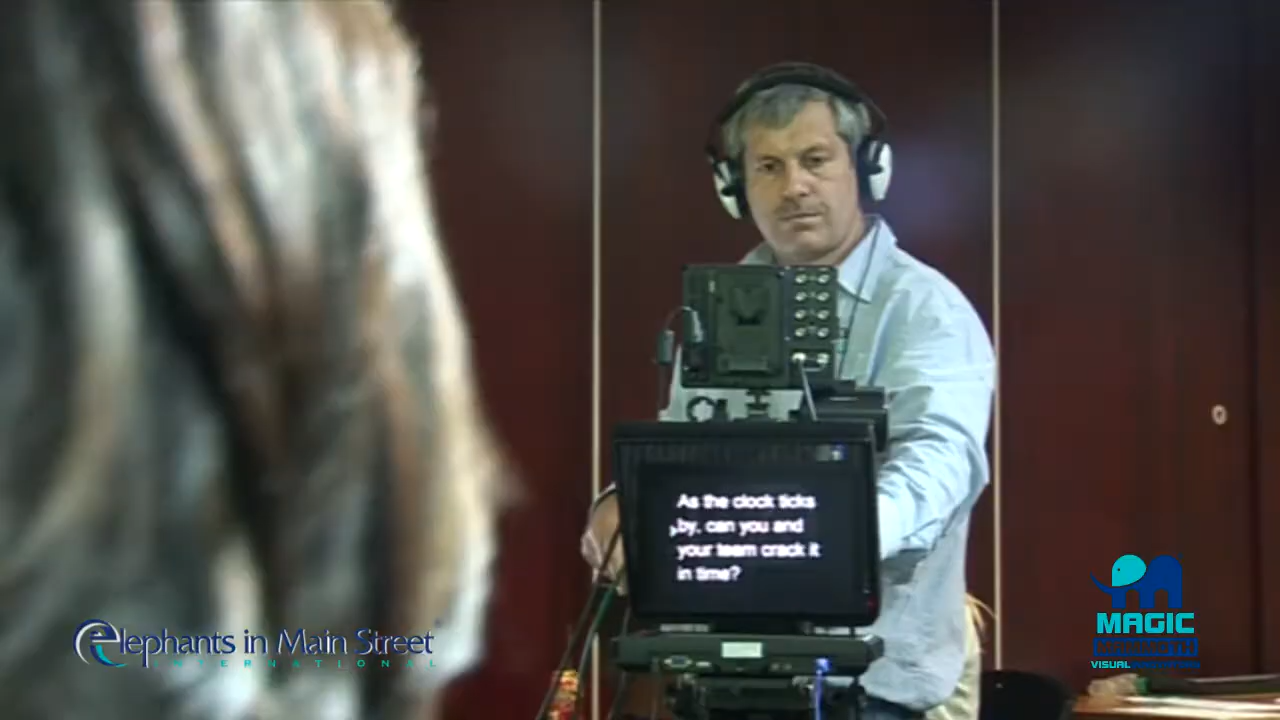 As the clock ticks
by, can you and
your team crack it
in time?
elephants in Main Street
INTERNATIONAL
MAGIC
MAMMOTH
VISUAL